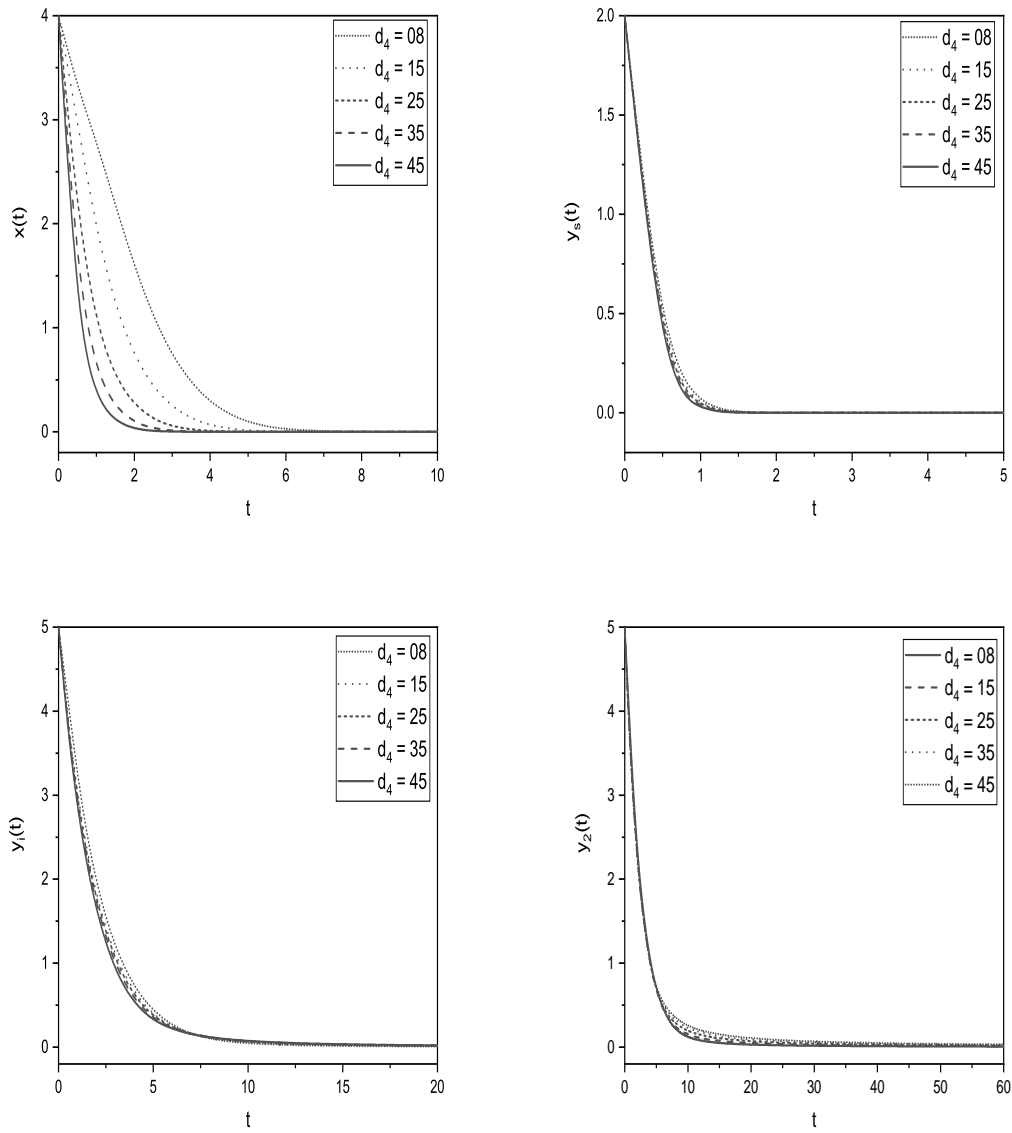 4
3
2
1
0
x(t)
0 2 4 6 8 10
t
d4 = 08
d4 = 15
d4 = 25
d4 = 35
d4 = 45
2.0
1.5
1.0
0.5
0.0
ys(t)
0 1 2 3 4 5
t
d4 = 08
d4 = 15
d4 = 25
d4 = 35
d4 = 45
5
4
3
2
1
0
yi(t)
0 5 10 15 20
t
d4 = 08
d4 = 15
d4 = 25
d4 = 35
d4 = 45
5
4
3
2
1
0
y2(t)
0 10 20 30 40 50 60
t
d4 = 08
d4 = 15
d4 = 25
d4 = 35
d4 = 45